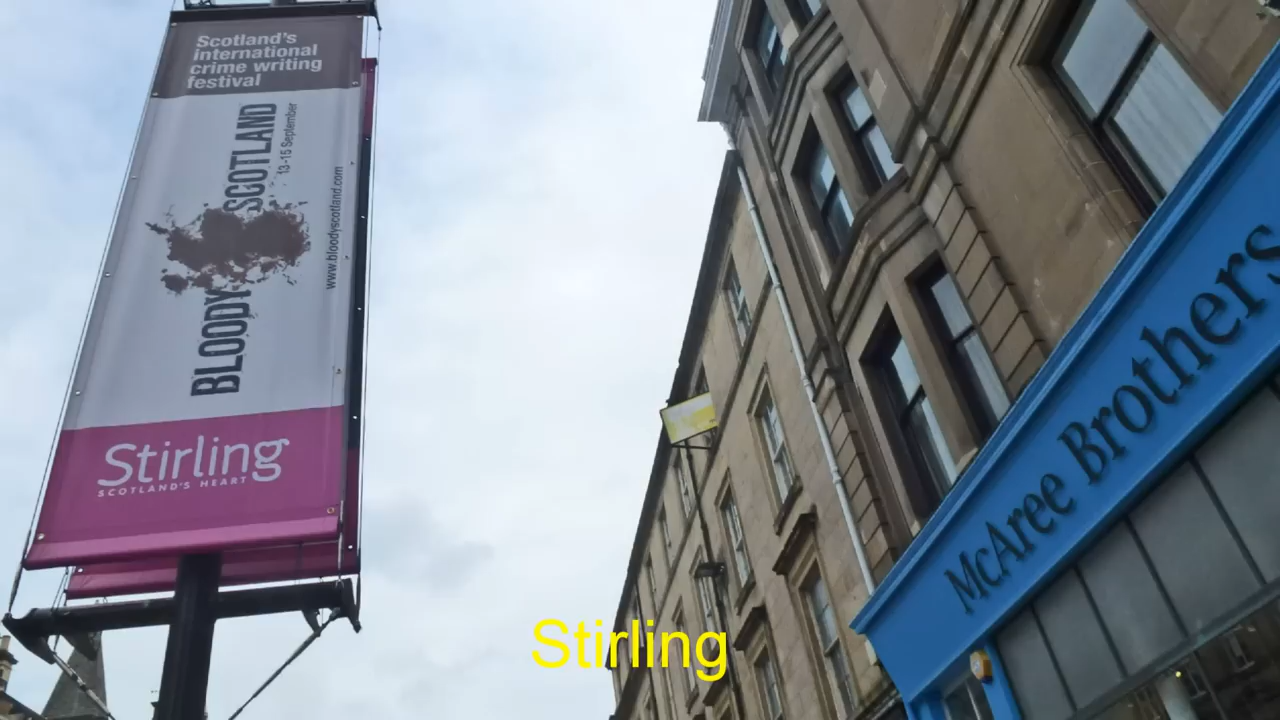 Scotland's
international
crime writing
festival
BLOODY SCOTLAND
13-15 September
www.bloodyscotland.com
Stirling
SCOTLAND'S HEART
McAree Brothers
Stirling